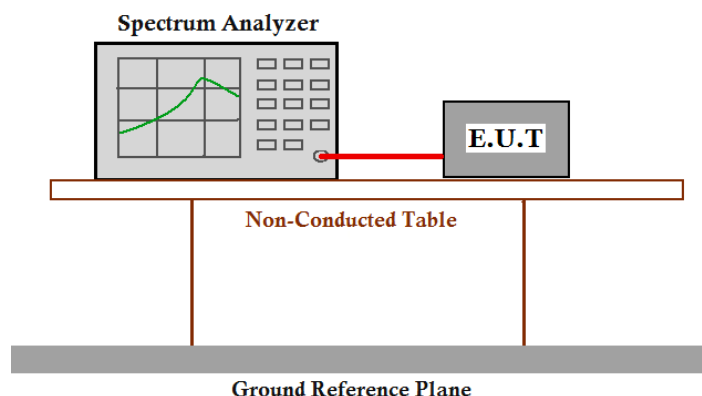 Spectrum Analyzer
E.U.T
Non-Conducted Table
Ground Reference Plane